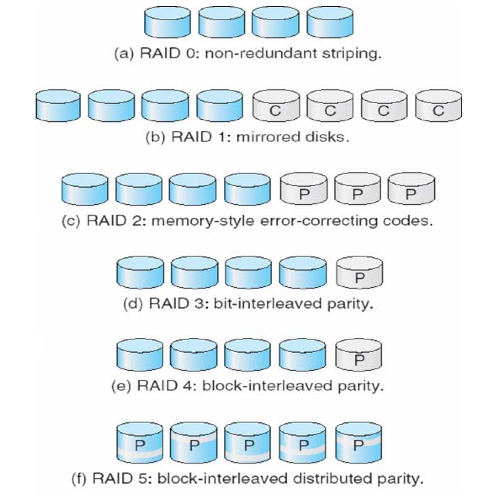 (a) RAID 0: non-redundant striping.
C C C C
(b) RAID 1: mirrored disks.
P P P
(c) RAID 2: memory-style error-correcting codes.
P
(d) RAID 3: bit-interleaved parity.
P
(e) RAID 4: block-interleaved parity.
P P P P P
(f) RAID 5: block-interleaved distributed parity.